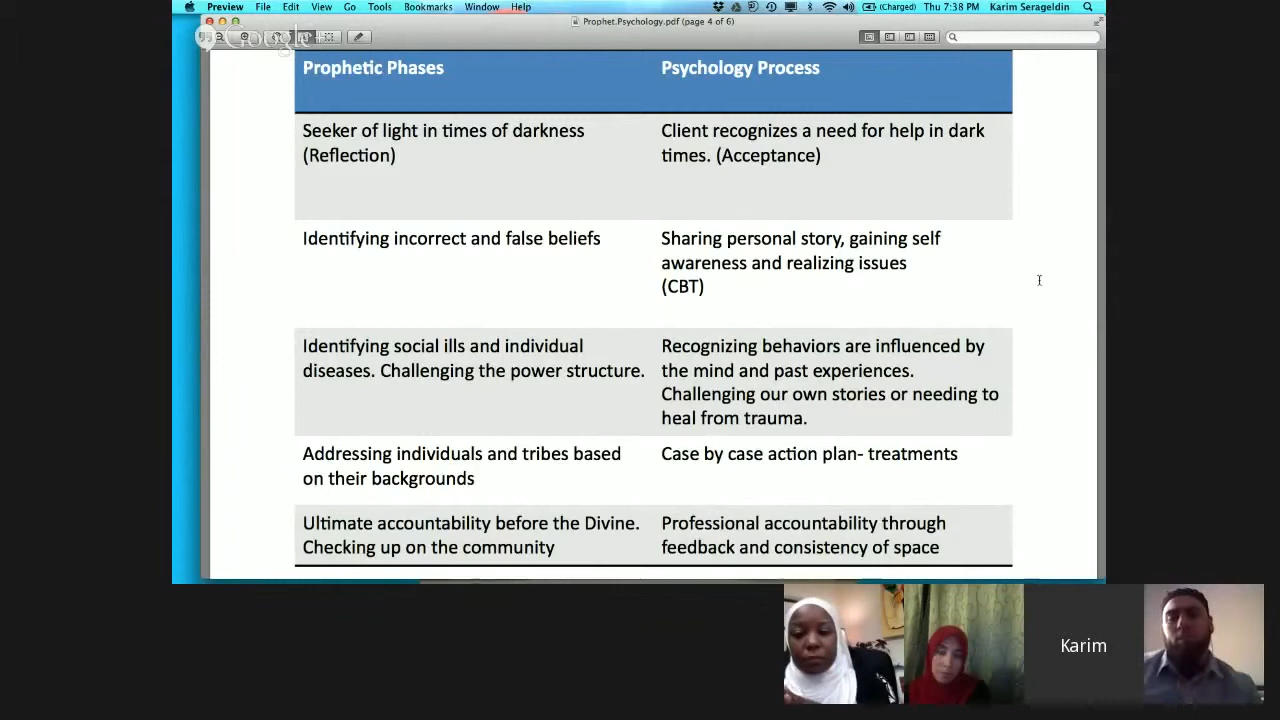 Preview File Edit View Go Tools Bookmarks Window Help (Charged) Thu 7:38 PM Karim Serageldin
Prophet.Psychology.pdf (page 4 of 6)
Google+
Prophetic Phases
Psychology Process
Seeker of light in times of darkness
(Reflection)
Client recognizes a need for help in dark
times. (Acceptance)
Identifying incorrect and false beliefs
Sharing personal story, gaining self
awareness and realizing issues
(CBT)
Identifying social ills and individual
diseases. Challenging the power structure.
Recognizing behaviors are influenced by
the mind and past experiences.
Challenging our own stories or needing to
heal from trauma.
Addressing individuals and tribes based
on their backgrounds
Case by case action plan- treatments
Ultimate accountability before the Divine.
Checking up on the community
Professional accountability through
feedback and consistency of space
Karim